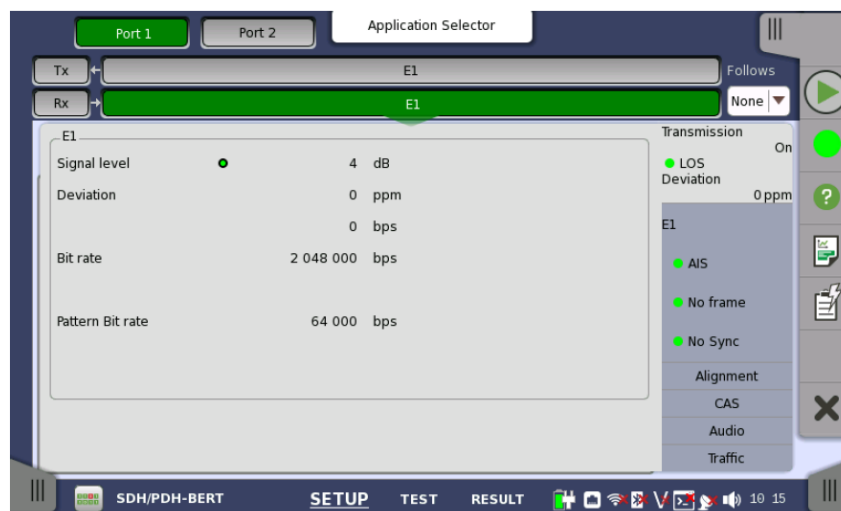 Port 1
Port 2
Application Selector
Tx
E1
Follows
Rx
E1
None
E1
Signal level 4 dB
Deviation 0 ppm
0 bps
Bit rate 2 048 000 bps
Pattern Bit rate 64 000 bps
Transmission
On
LOS
Deviation
0 ppm
E1
AIS
No frame
No Sync
Alignment
CAS
Audio
Traffic
SDH/PDH-BERT SETUP TEST RESULT 10 15